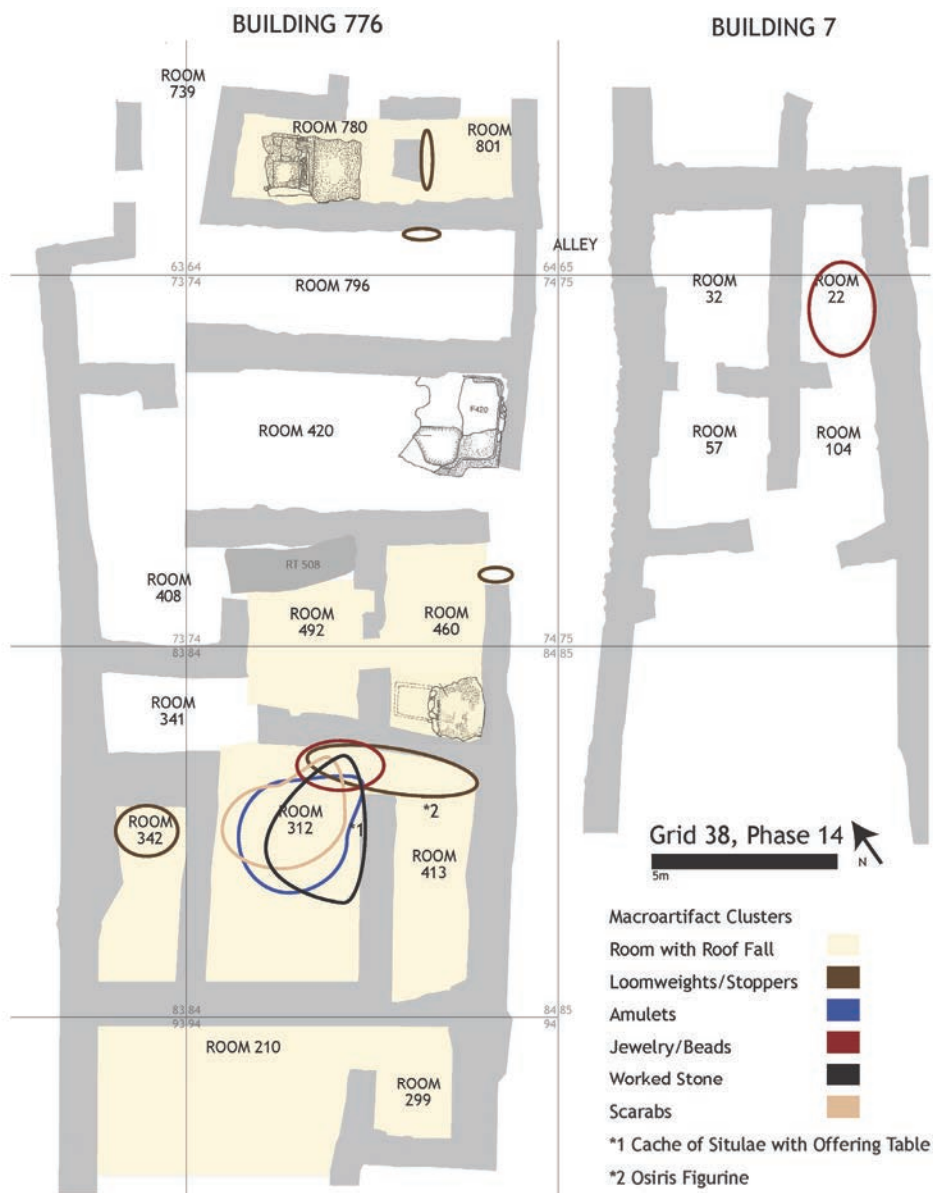 BUILDING 776
BUILDING 7
ROOM
739
ROOM 780
ROOM
801
ALLEY
63 64
73 74
64 65
74 75
ROOM 796
ROOM
32
ROOM
22
F420
ROOM 420
ROOM
57
ROOM
104
RT 508
ROOM
408
ROOM
492
ROOM
460
73 74
83 84
74 75
84 85
ROOM
341
*2
ROOM
342
ROOM
312
*1
ROOM
413
Grid 38, Phase 14
5m
N
Macroartifact Clusters
Room with Roof Fall
Loomweights/Stoppers
Amulets
Jewelry/Beads
Worked Stone
Scarabs
*1 Cache of Situlae with Offering Table
*2 Osiris Figurine
83 84
93 94
84 85
94
ROOM 210
ROOM
299